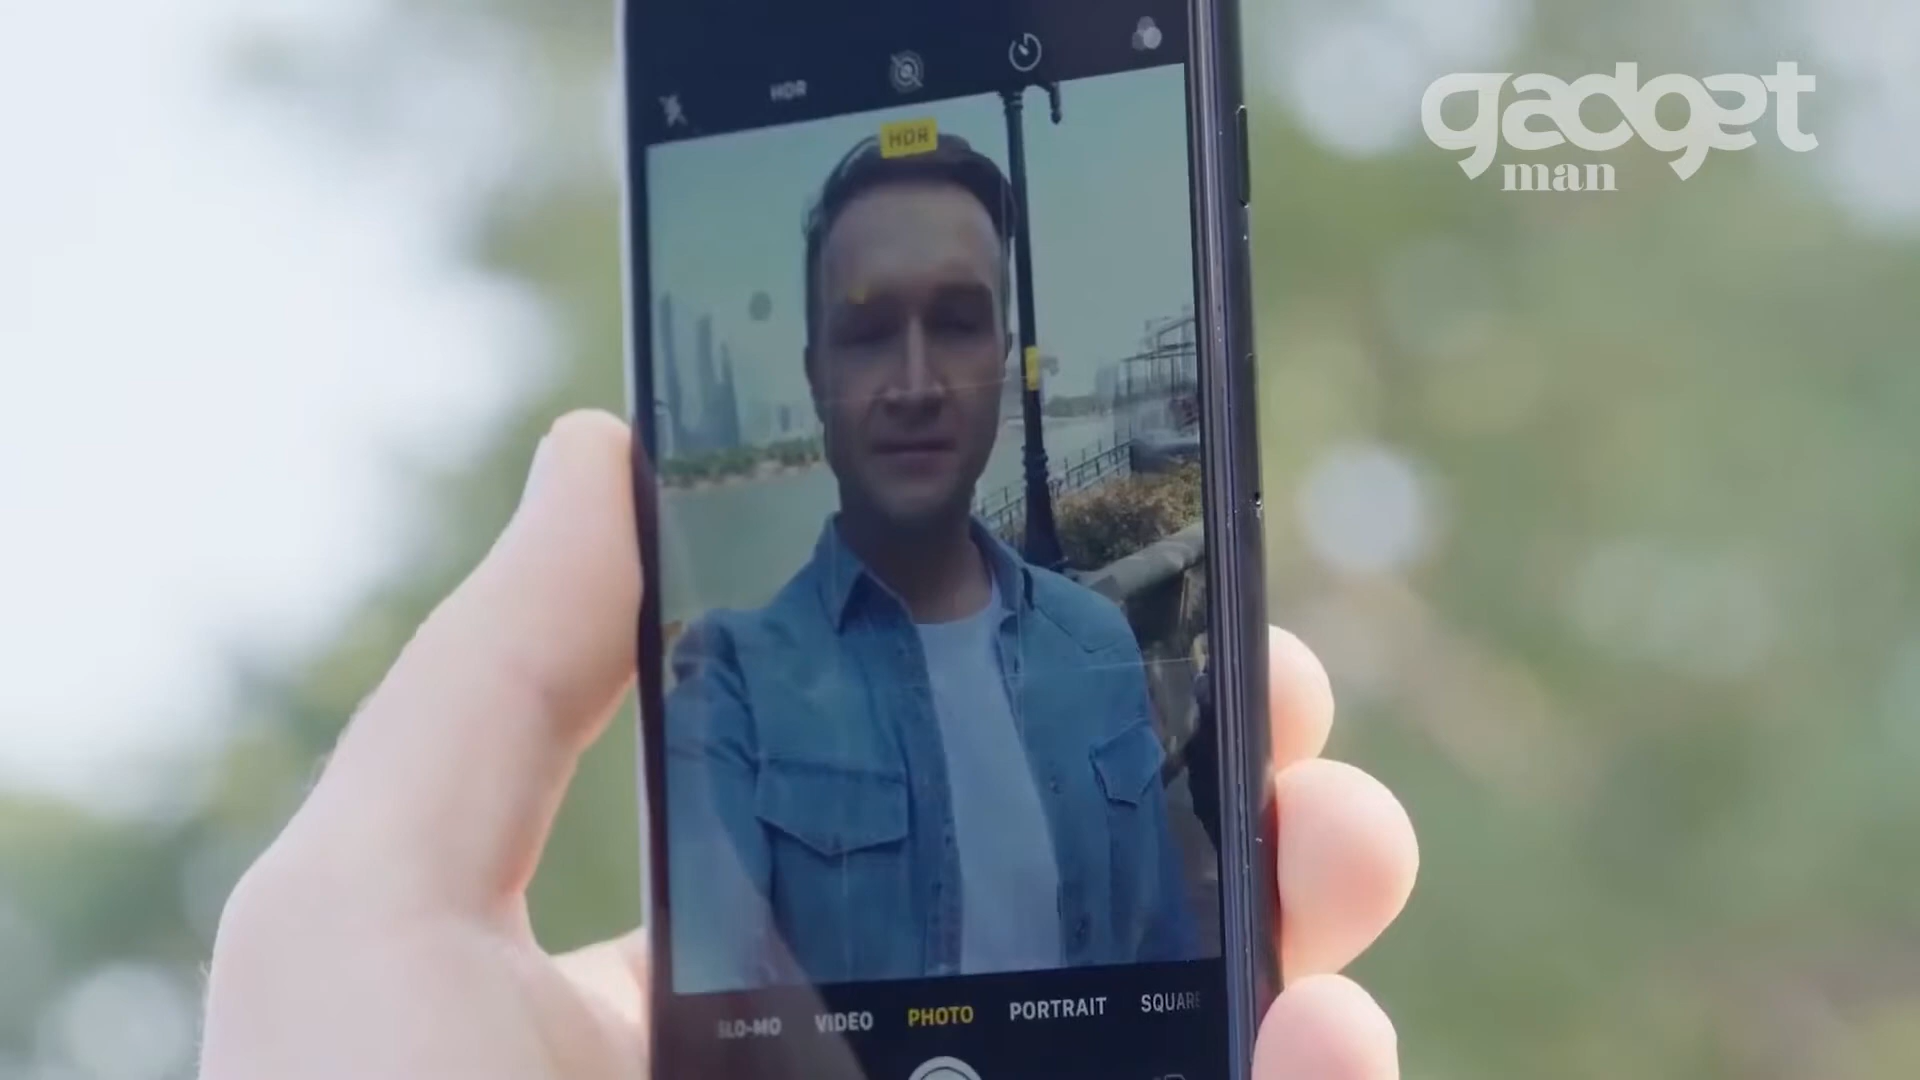 gadget
man
HDR
HDR
SLO-MO
VIDEO
PHOTO
PORTRAIT
SQUARE